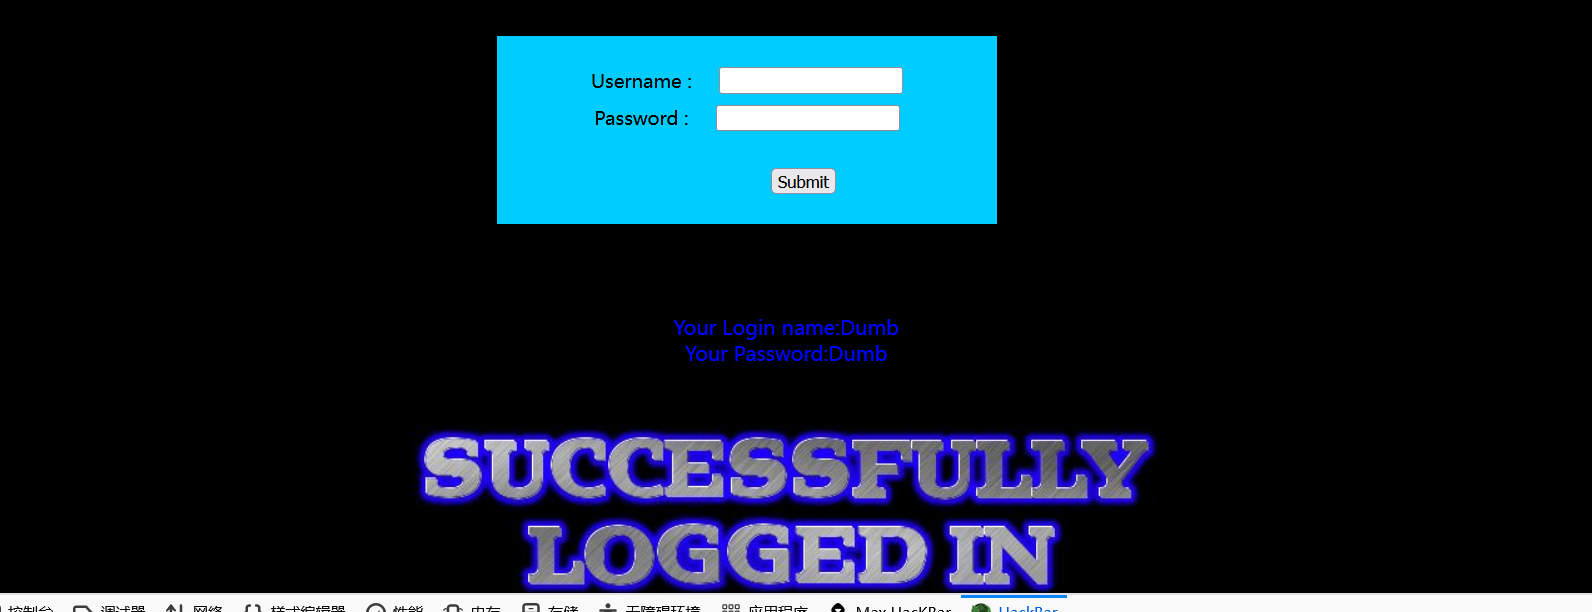 Username :
Password :
Submit
Your Login name:Dumb
Your Password:Dumb
SUCCESSFULLY
LOGGED IN
控制台 调试器 网络 样式编辑器 性能 内存 存储 无障碍环境 应用程序 Max HacKBar HackBar